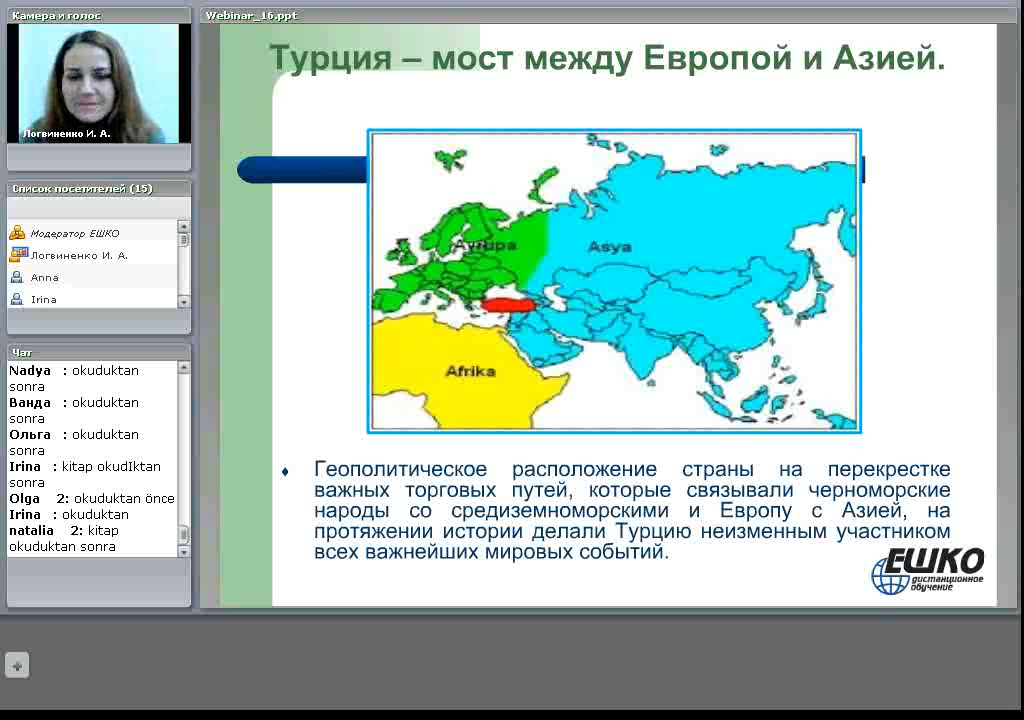 Камера и голос
Логвиненко И. А.
Список посетителей (15)
Модератор ЕШКО
Логвиненко И. А.
Anna
Irina
Чат
Nadya : okuduktan
sonra
Ванда : okuduktan
sonra
Ольга : okuduktan
sonra
Irina : kitap okudIktan
sonra
Olga 2: okuduktan önce
Irina : okuduktan
natalia 2: kitap
okuduktan sonra
Webinar_16.ppt
Турция – мост между Европой и Азией.
Avrupa
Asya
Afrika
Геополитическое расположение страны на перекрестке
важных торговых путей, которые связывали черноморские
народы со средиземноморскими и Европу с Азией, на
протяжении истории делали Турцию неизменным участником
всех важнейших мировых событий.
ЕШКО
дистанционное
обучение